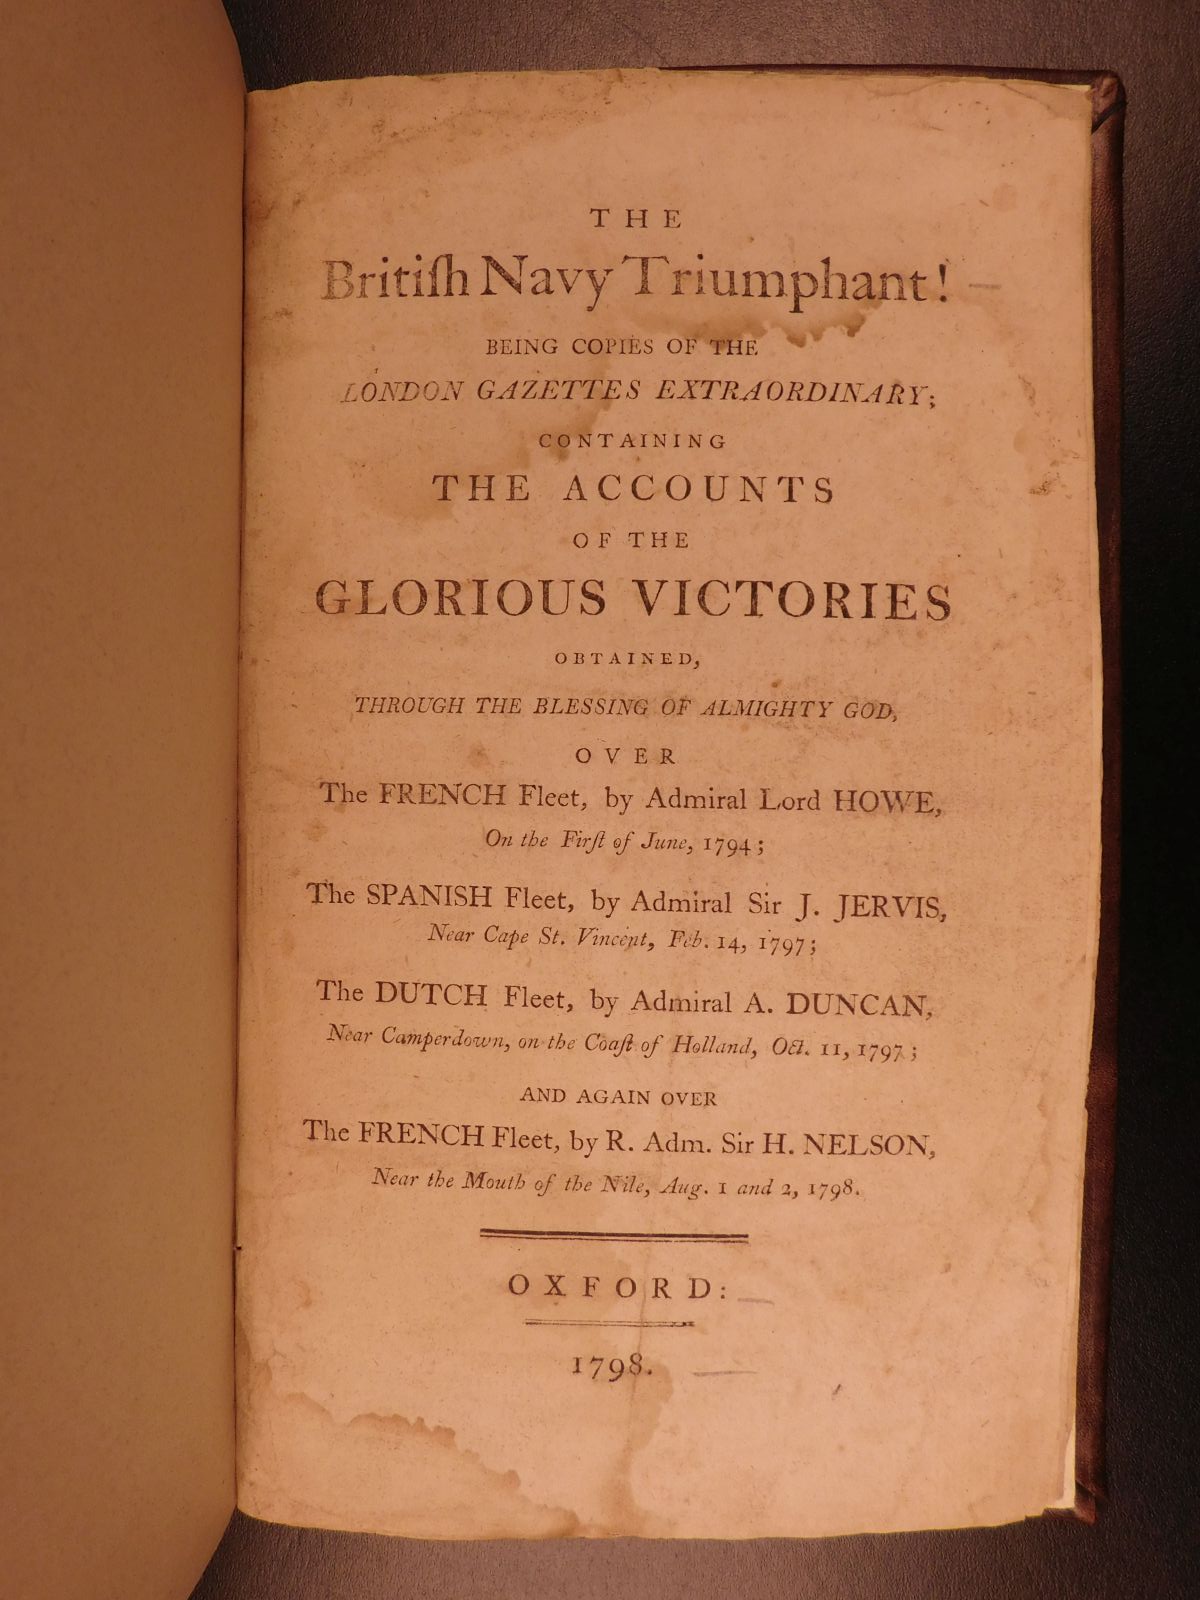 THE
Britiſh Navy Triumphant!
BEING COPIES OF THE
LONDON GAZETTES EXTRAORDINARY;
CONTAINING
THE ACCOUNTS
OF THE
GLORIOUS VICTORIES
OBTAINED,
THROUGH THE BLESSING OF ALMIGHTY GOD,
OVER
The FRENCH Fleet, by Admiral Lord HOWE,
On the Firſt of June, 1794;
The SPANISH Fleet, by Admiral Sir J. JERVIS,
Near Cape St. Vincent, Feb. 14, 1797;
The DUTCH Fleet, by Admiral A. DUNCAN,
Near Camperdown, on the Coaſt of Holland, Oct. 11, 1797;
AND AGAIN OVER
The FRENCH Fleet, by R. Adm. Sir H. NELSON,
Near the Mouth of the Nile, Aug. 1 and 2, 1798.
OXFORD:
1798.